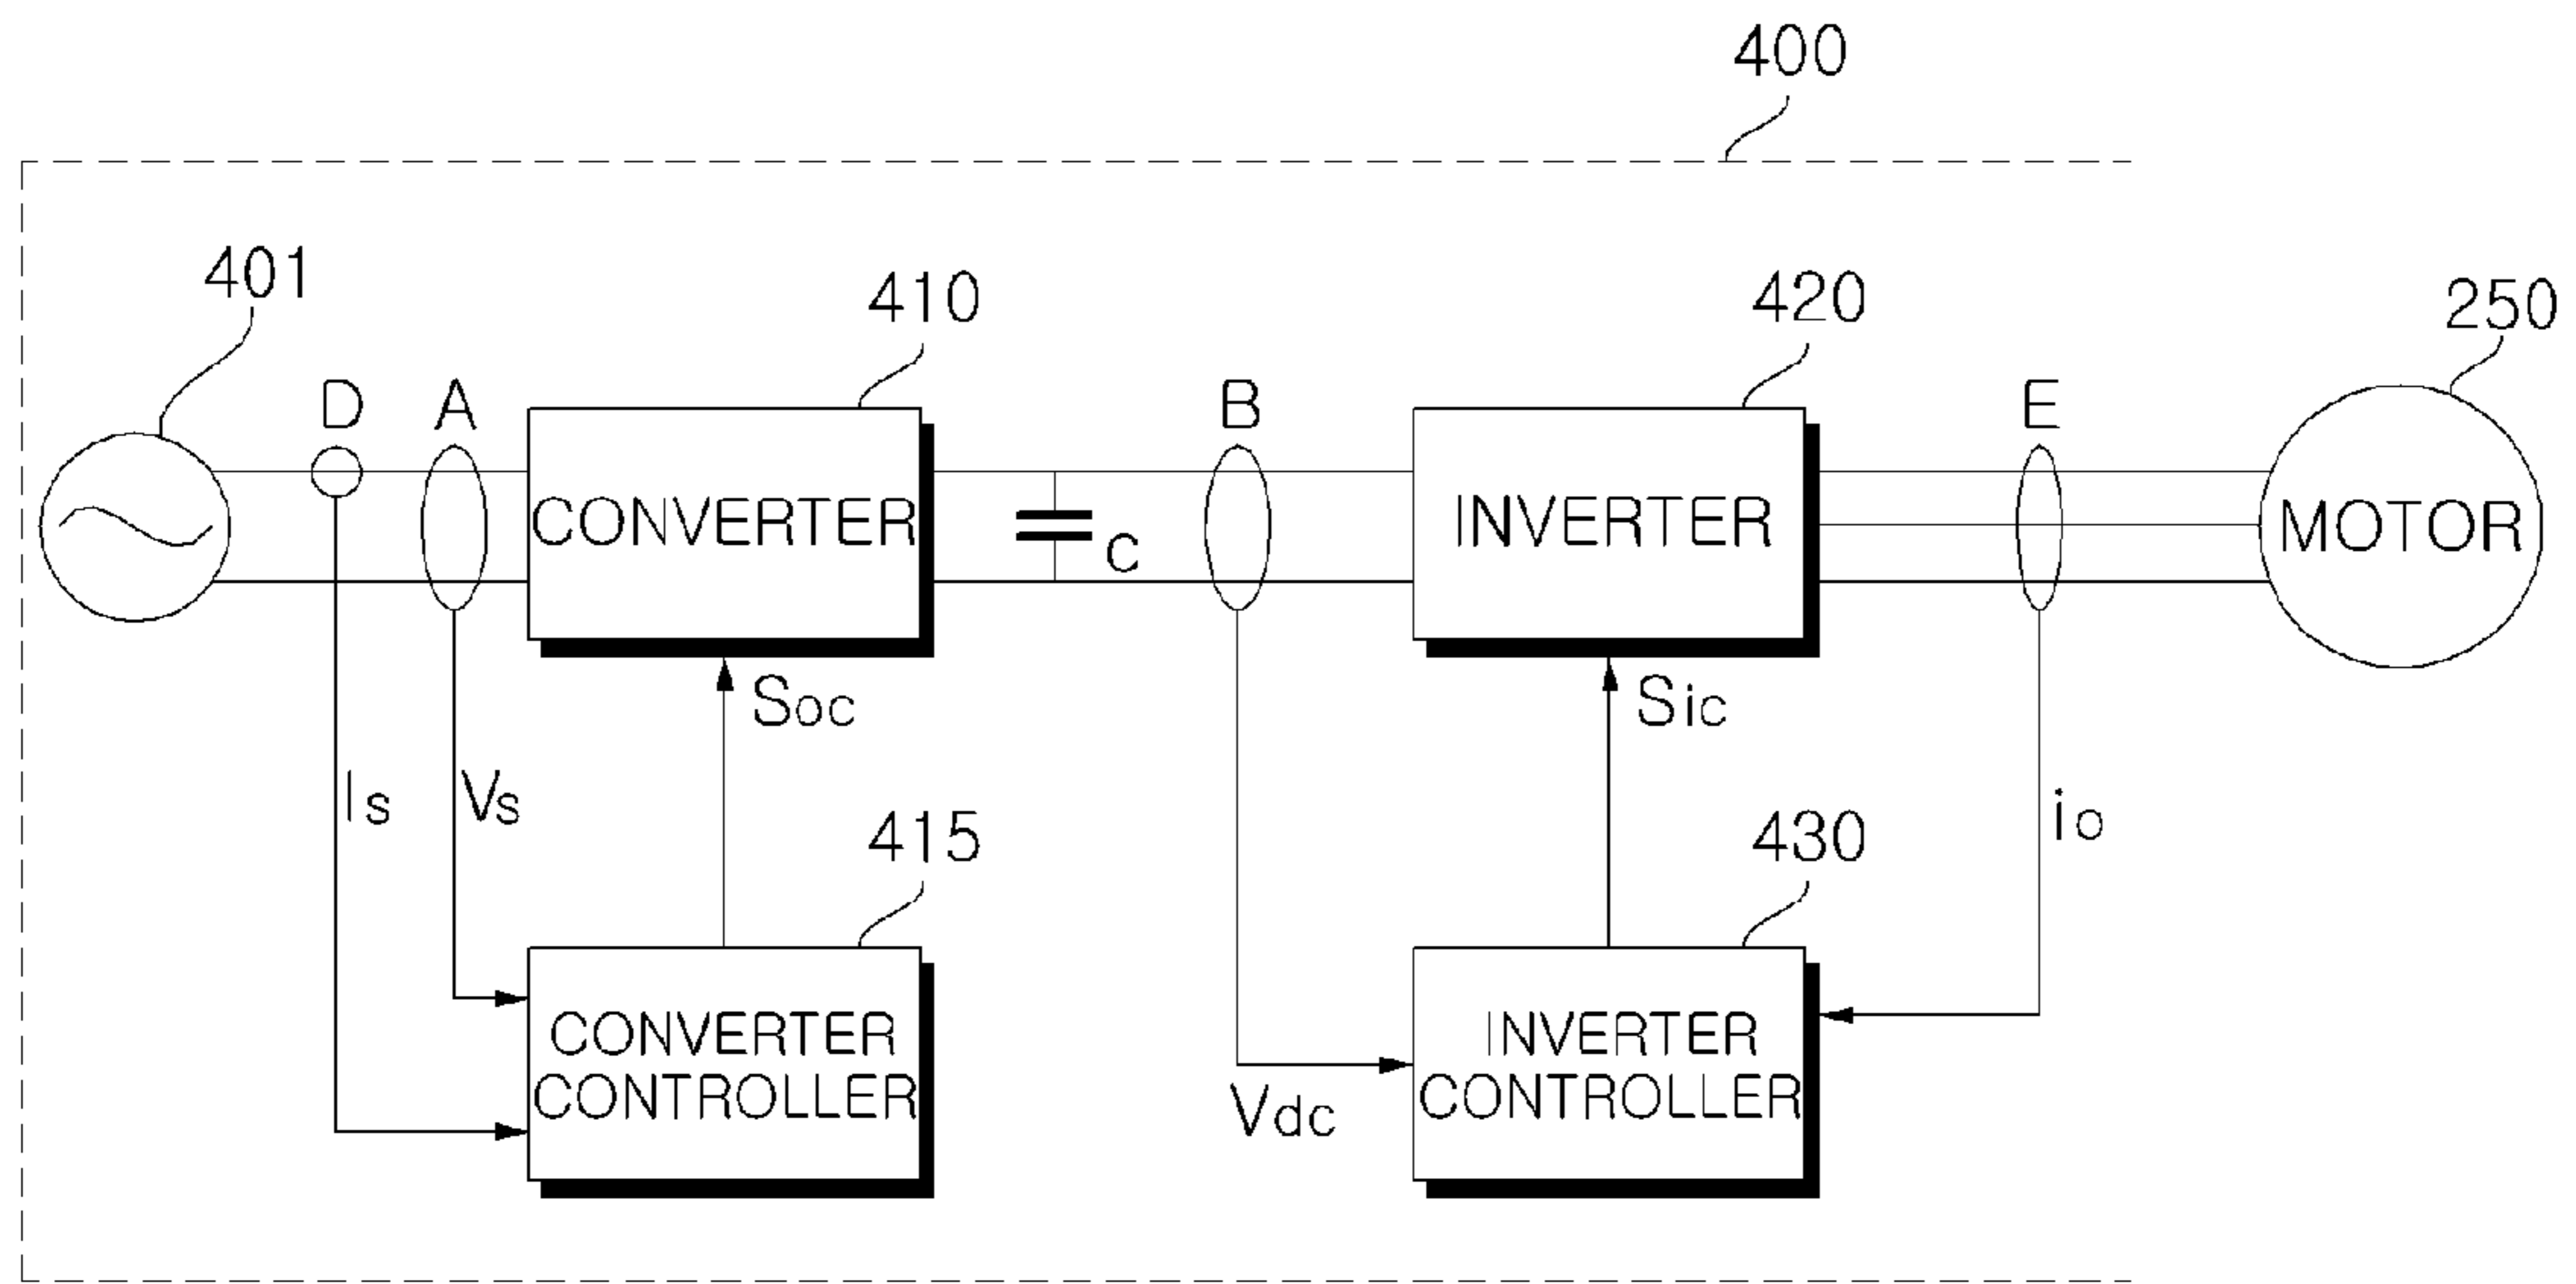 400
401
410
420
250
D
A
B
E
CONVERTER
C
INVERTER
MOTOR
Soc
Sic
Is
Vs
io
415
430
CONVERTER
CONTROLLER
Vdc
INVERTER
CONTROLLER